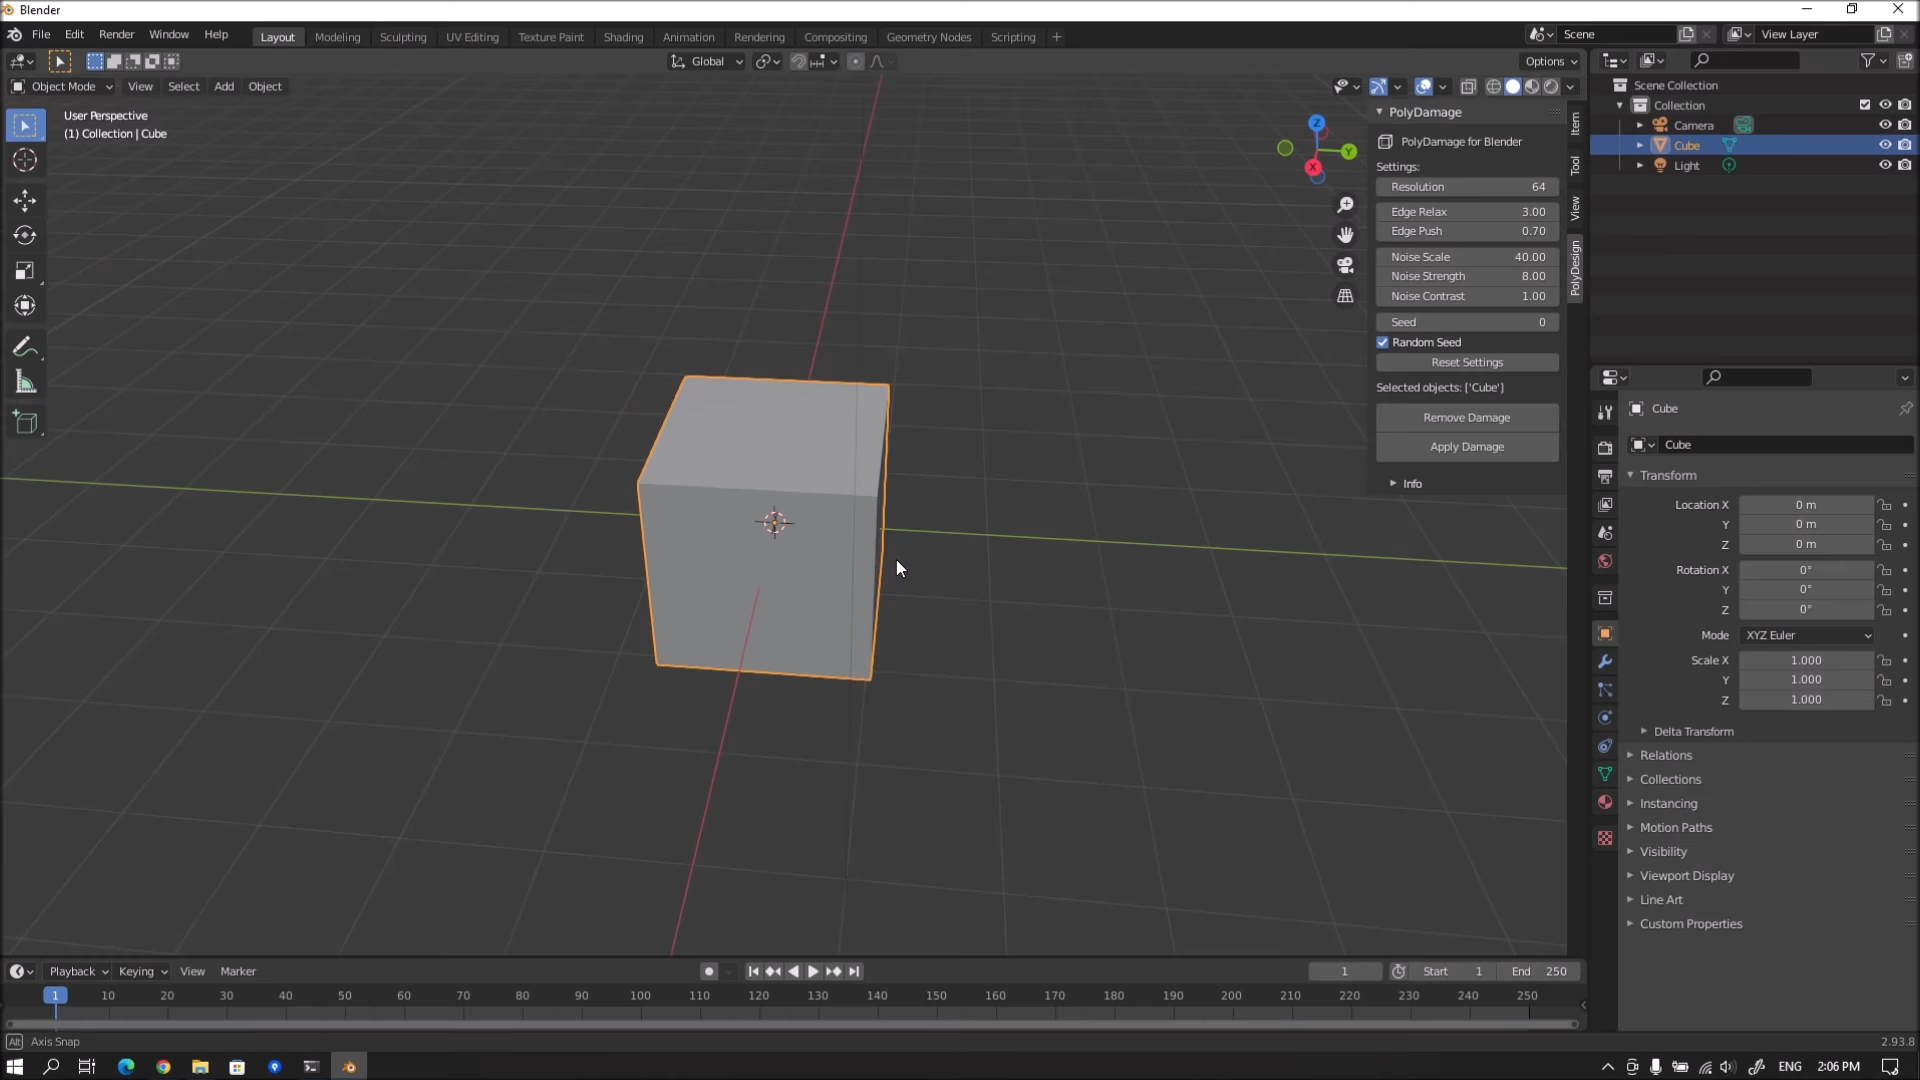 Blender
File Edit Render Window Help Layout Modeling Sculpting UV Editing Texture Paint Shading Animation Rendering Compositing Geometry Nodes Scripting +
Scene
View Layer
Global
Options
Object Mode View Select Add Object
User Perspective
(1) Collection | Cube
Z
Y
X
PolyDamage
PolyDamage for Blender
Settings:
Resolution 64
Edge Relax 3.00
Edge Push 0.70
Noise Scale 40.00
Noise Strength 8.00
Noise Contrast 1.00
Seed 0
Random Seed
Reset Settings
Selected objects: ['Cube']
Remove Damage
Apply Damage
Info
Item
Tool
View
PolyDesign
Scene Collection
Collection
Camera
Cube
Light
Cube
Cube
Transform
Location X 0 m
Y 0 m
Z 0 m
Rotation X 0°
Y 0°
Z 0°
Mode XYZ Euler
Scale X 1.000
Y 1.000
Z 1.000
Delta Transform
Relations
Collections
Instancing
Motion Paths
Visibility
Viewport Display
Line Art
Custom Properties
Playback Keying View Marker
1 Start 1 End 250
1 10 20 30 40 50 60 70 80 90 100 110 120 130 140 150 160 170 180 190 200 210 220 230 240 250
Alt Axis Snap
2.93.8
ENG 2:06 PM